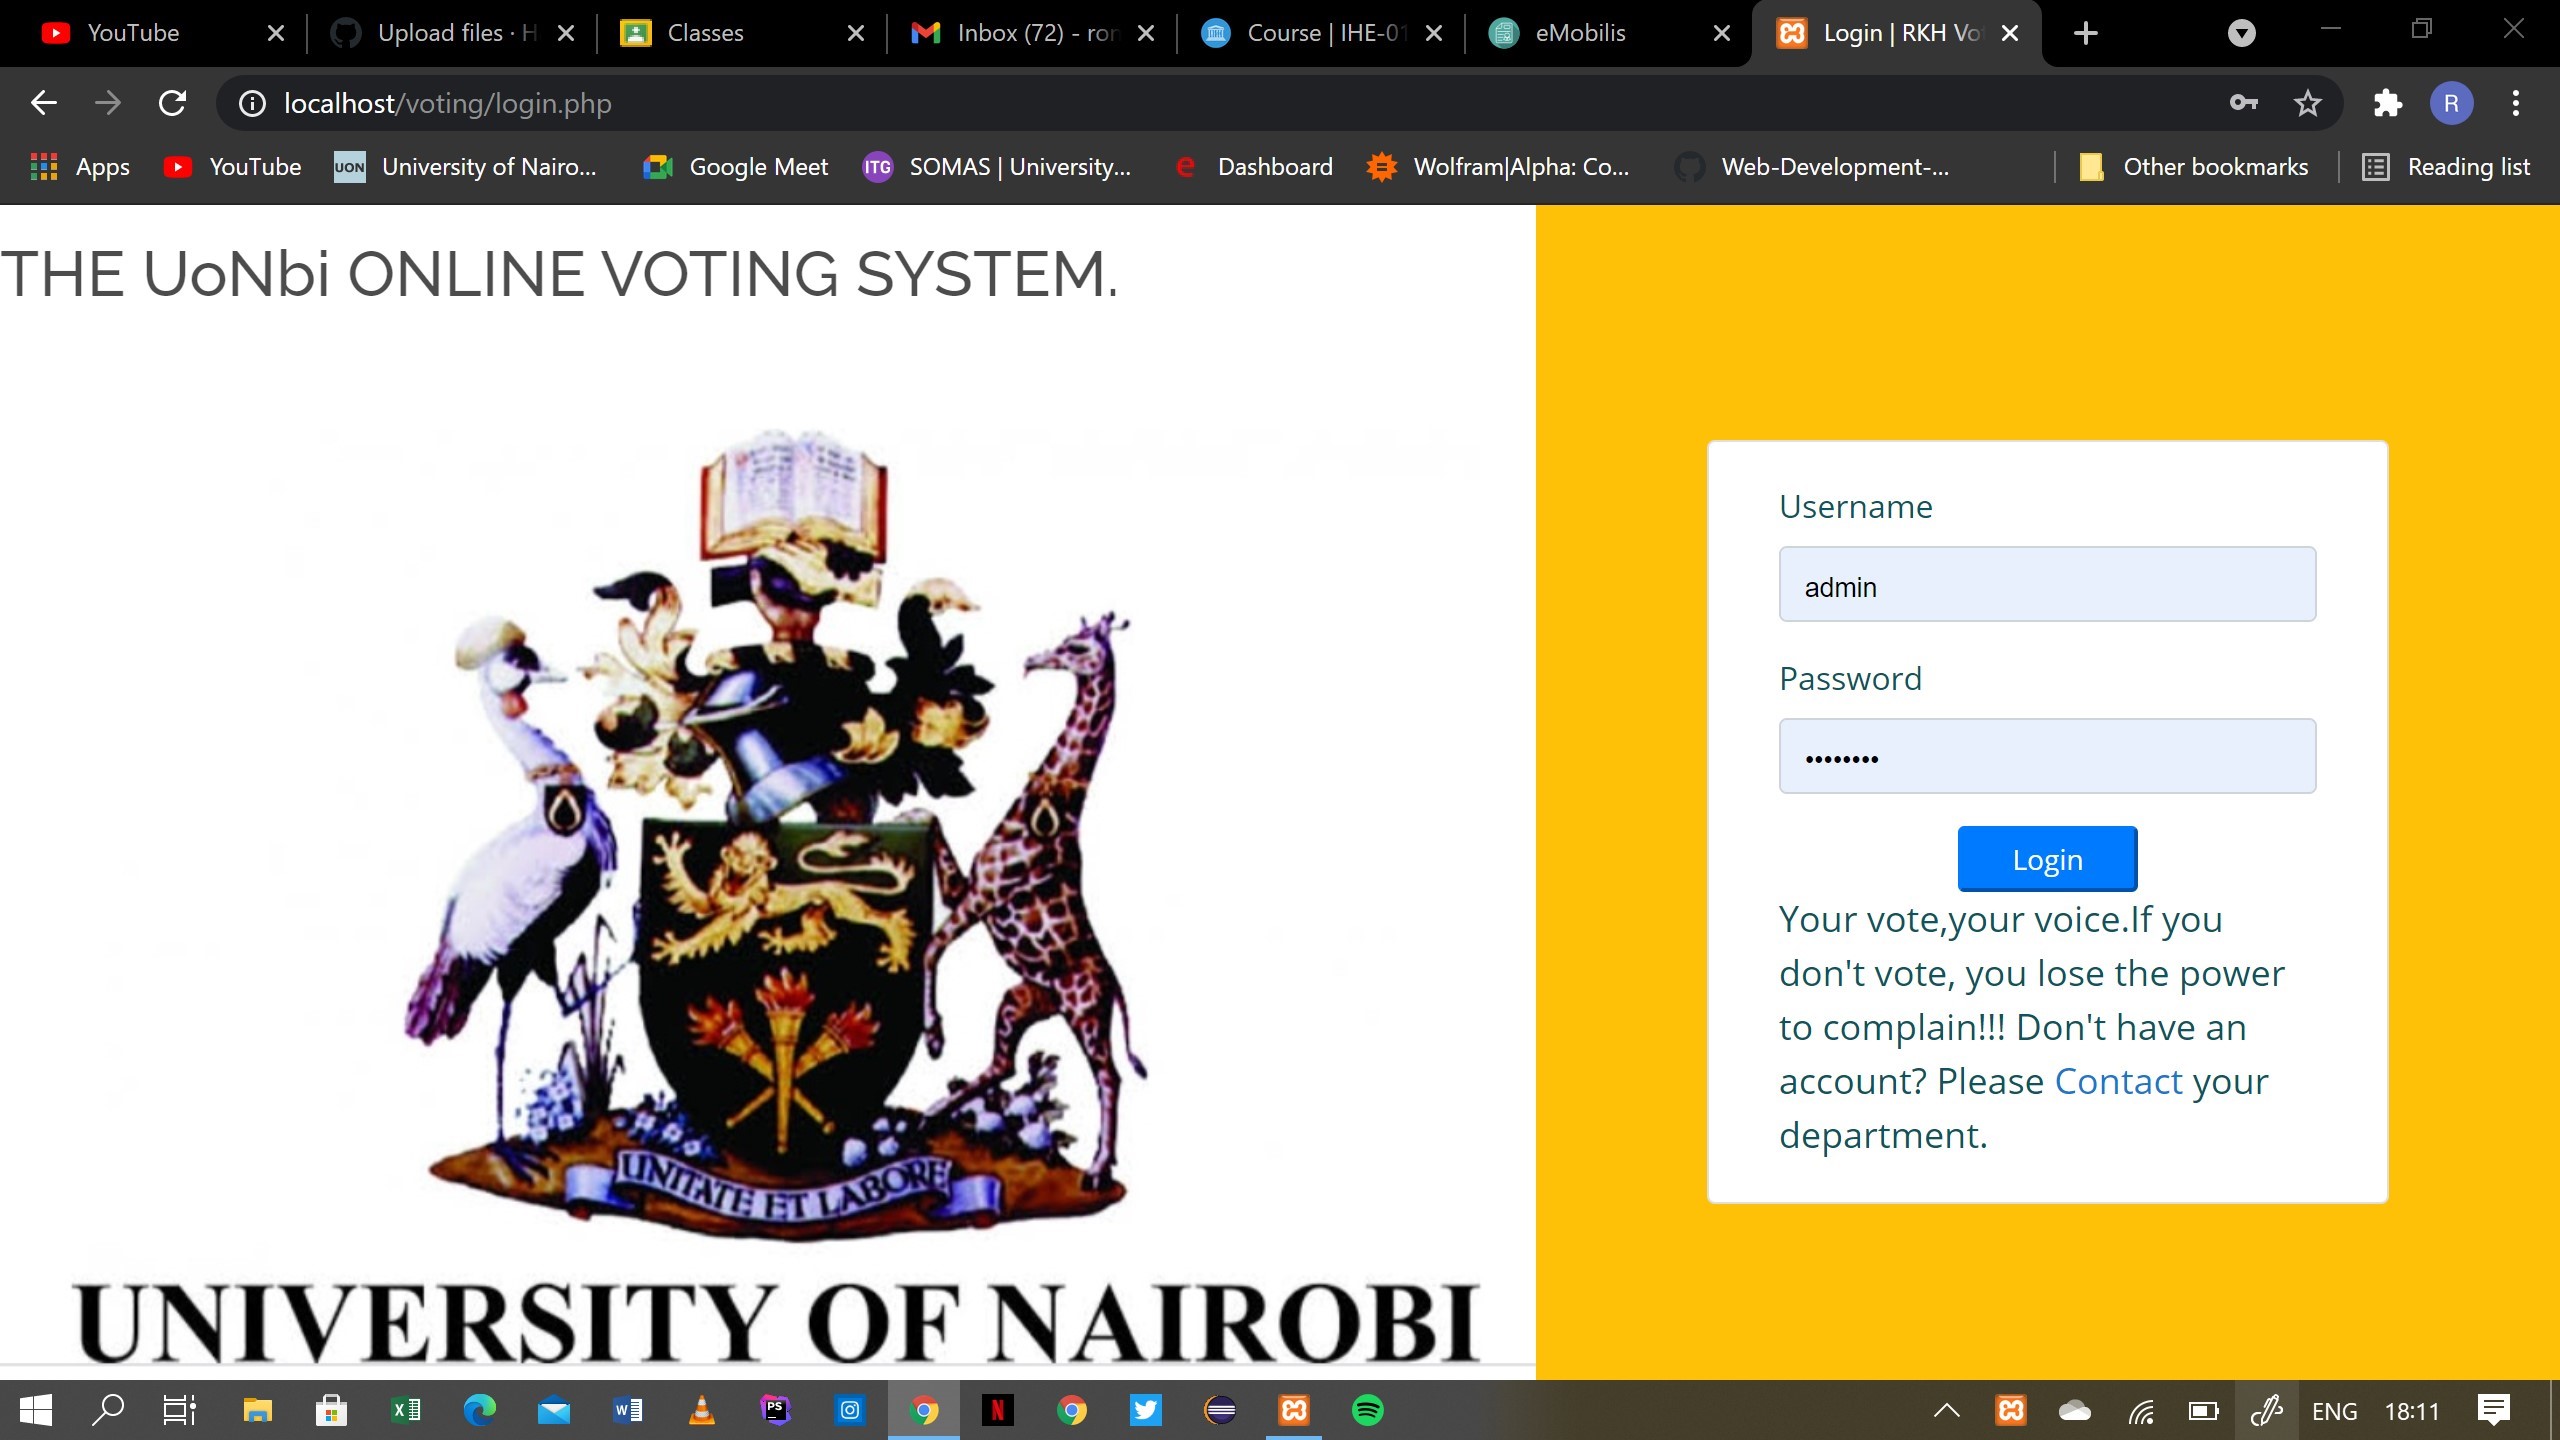 YouTube
Upload files · H
Classes
Inbox (72) - ron
Course | IHE-01
eMobilis
Login | RKH Vo
localhost/voting/login.php
R
Apps
YouTube
UON
University of Nairo...
Google Meet
ITG
SOMAS | University...
Dashboard
Wolfram|Alpha: Co...
Web-Development-...
Other bookmarks
Reading list
THE UoNbi ONLINE VOTING SYSTEM.
UNITATE ET LABORE
UNIVERSITY OF NAIROBI
Username
admin
Password
••••••••
Login
Your vote,your voice.If you
don't vote, you lose the power
to complain!!! Don't have an
account? Please Contact your
department.
ENG
18:11